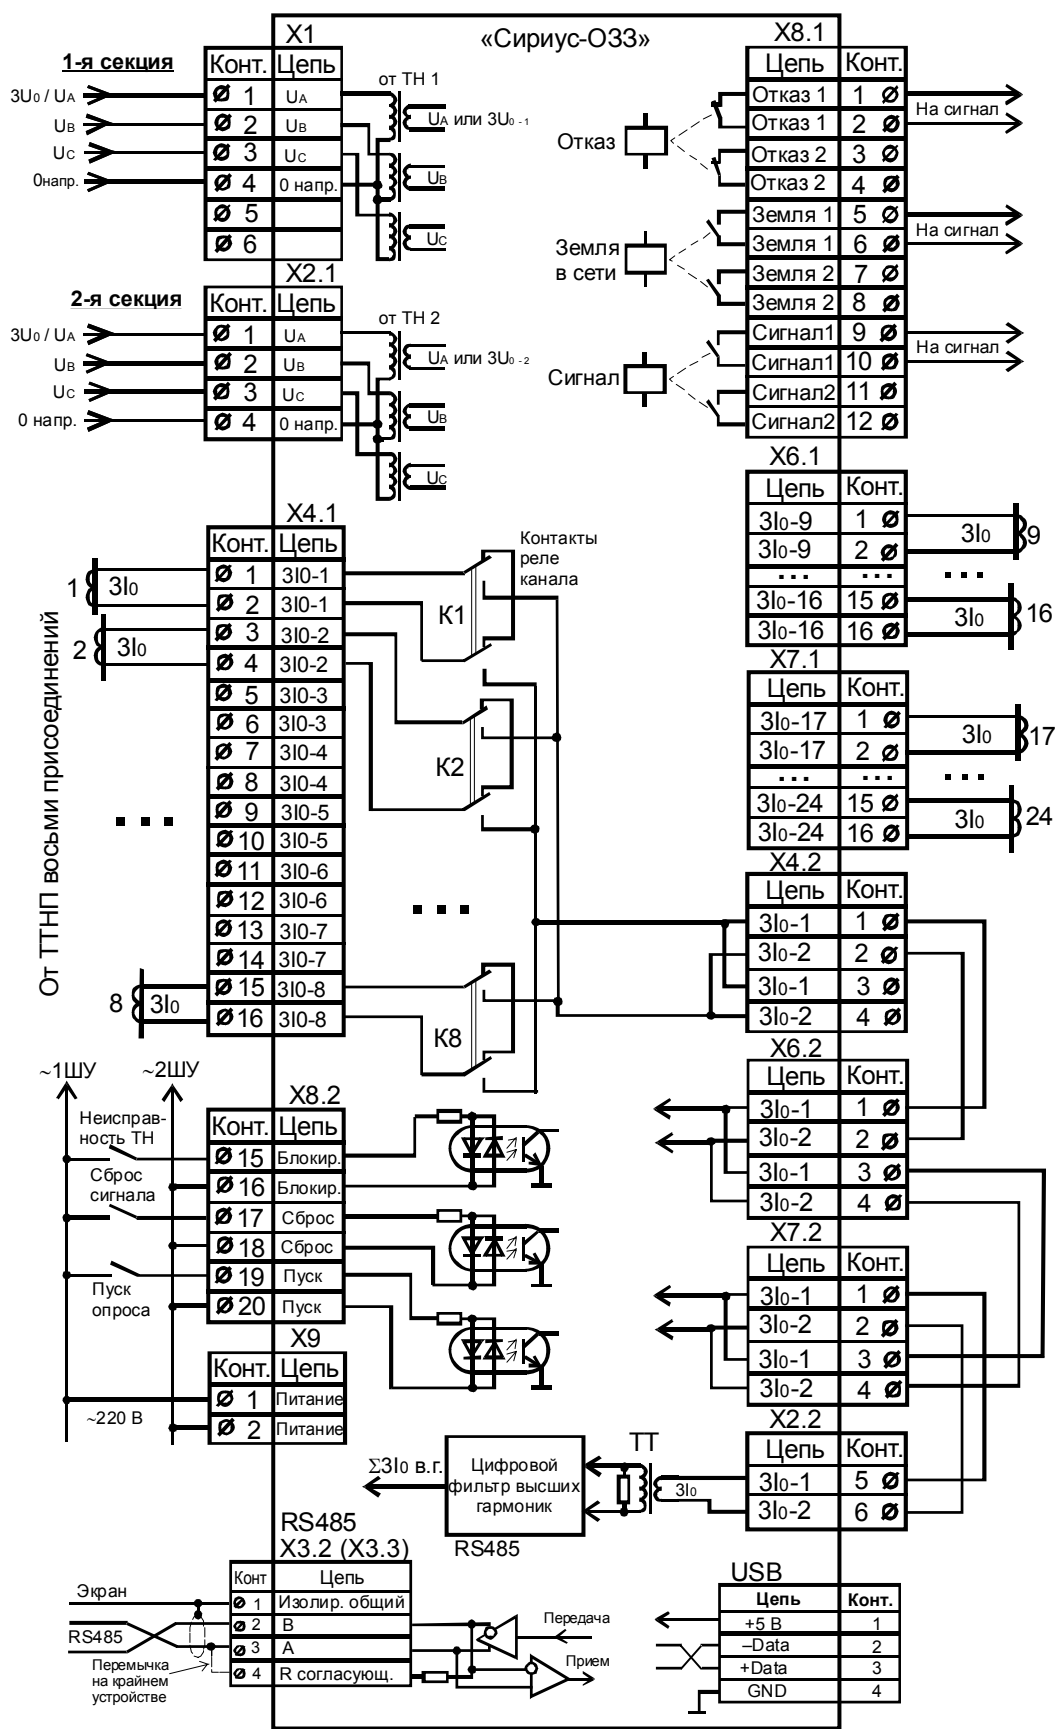 «Сириус-ОЗЗ»
X1
1-я секция
Конт. Цепь
3U0 / UA 1 UA
UB 2 UB
UC 3 UC
0напр. 4 0 напр.
5
6
от ТН 1
UA или 3U0 - 1
UB
UC
X2.1
2-я секция
Конт. Цепь
3U0 / UA 1 UA
UB 2 UB
UC 3 UC
0 напр. 4 0 напр.
от ТН 2
UA или 3U0 - 2
UB
UC
X4.1
Конт. Цепь
1 3I0 1 3I0-1
2 3I0-1
2 3I0 3 3I0-2
4 3I0-2
5 3I0-3
6 3I0-3
7 3I0-4
8 3I0-4
9 3I0-5
10 3I0-5
11 3I0-6
12 3I0-6
13 3I0-7
14 3I0-7
8 3I0 15 3I0-8
16 3I0-8
От ТТНП восьми присоединений
Контакты
реле
канала
К1
К2
К8
~1ШУ
~2ШУ
X8.2
Конт. Цепь
Неисправ-
ность ТН
15 Блокир.
16 Блокир.
Сброс
сигнала
17 Сброс
18 Сброс
Пуск
опроса
19 Пуск
20 Пуск
X9
Конт. Цепь
1 Питание
~220 В
2 Питание
Σ3I0 в.г.
Цифровой
фильтр высших
гармоник
ТТ
3I0
RS485
RS485
X3.2 (X3.3)
Конт Цепь
Экран
1 Изолир. общий
2 B
RS485
3 A
4 R согласующ.
Перемычка
на крайнем
устройстве
Передача
Прием
X8.1
Цепь Конт.
Отказ
Отказ 1 1
Отказ 1 2
На сигнал
Отказ 2 3
Отказ 2 4
Земля
в сети
Земля 1 5
Земля 1 6
На сигнал
Земля 2 7
Земля 2 8
Сигнал
Сигнал1 9
Сигнал1 10
На сигнал
Сигнал2 11
Сигнал2 12
X6.1
Цепь Конт.
3I0-9 1
3I0 9
3I0-9 2
... ... ...
3I0-16 15
3I0 16
3I0-16 16
X7.1
Цепь Конт.
3I0-17 1
3I0 17
3I0-17 2
... ... ...
3I0-24 15
3I0 24
3I0-24 16
X4.2
Цепь Конт.
3I0-1 1
3I0-2 2
3I0-1 3
3I0-2 4
X6.2
Цепь Конт.
3I0-1 1
3I0-2 2
3I0-1 3
3I0-2 4
X7.2
Цепь Конт.
3I0-1 1
3I0-2 2
3I0-1 3
3I0-2 4
X2.2
Цепь Конт.
3I0-1 5
3I0-2 6
USB
Цепь Конт.
+5 В 1
–Data 2
+Data 3
GND 4